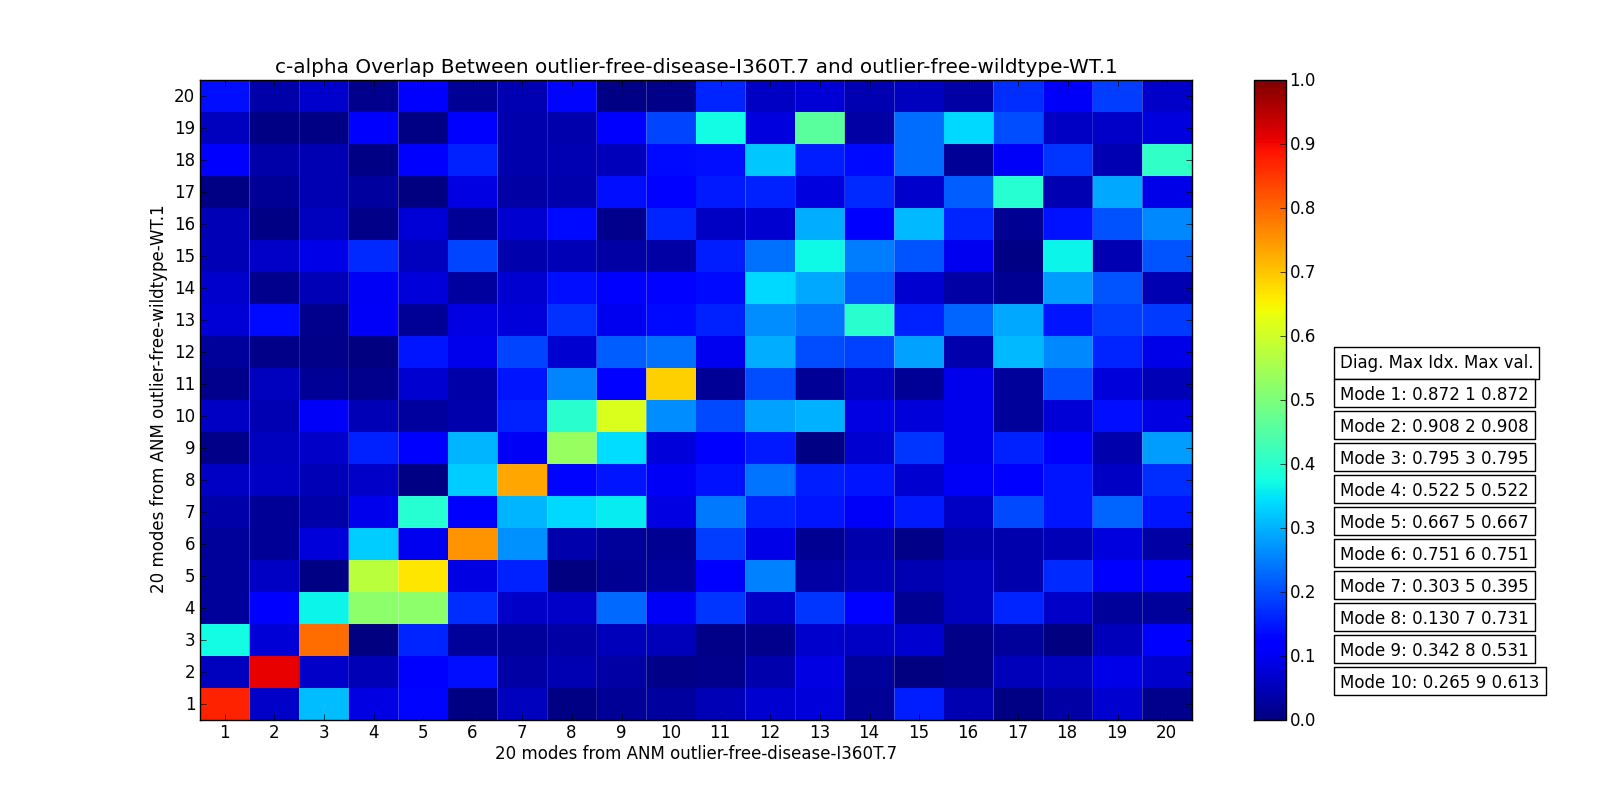 c-alpha Overlap Between outlier-free-disease-I360T.7 and outlier-free-wildtype-WT.1
20 modes from ANM outlier-free-wildtype-WT.1
20
19
18
17
16
15
14
13
12
11
10
9
8
7
6
5
4
3
2
1
1 2 3 4 5 6 7 8 9 10 11 12 13 14 15 16 17 18 19 20
20 modes from ANM outlier-free-disease-I360T.7
1.0
0.9
0.8
0.7
0.6
0.5
0.4
0.3
0.2
0.1
0.0
Diag. Max Idx. Max val.
Mode 1: 0.872 1 0.872
Mode 2: 0.908 2 0.908
Mode 3: 0.795 3 0.795
Mode 4: 0.522 5 0.522
Mode 5: 0.667 5 0.667
Mode 6: 0.751 6 0.751
Mode 7: 0.303 5 0.395
Mode 8: 0.130 7 0.731
Mode 9: 0.342 8 0.531
Mode 10: 0.265 9 0.613